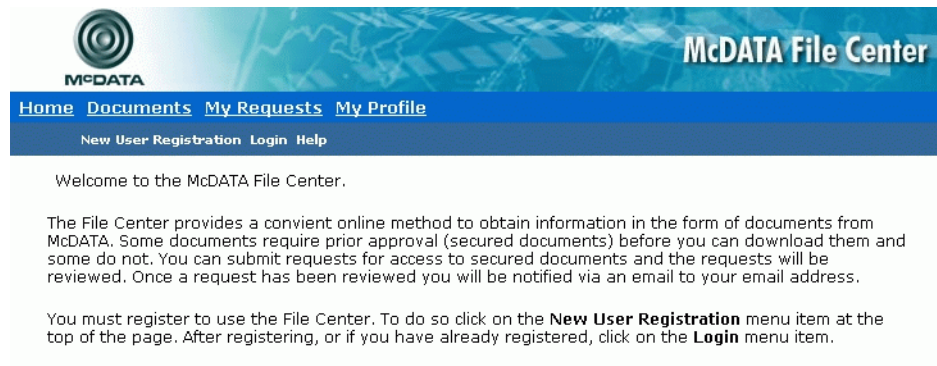 McDATA
McDATA File Center
Home Documents My Requests My Profile
New User Registration Login Help
Welcome to the McDATA File Center.
The File Center provides a convient online method to obtain information in the form of documents from
McDATA. Some documents require prior approval (secured documents) before you can download them and
some do not. You can submit requests for access to secured documents and the requests will be
reviewed. Once a request has been reviewed you will be notified via an email to your email address.
You must register to use the File Center. To do so click on the New User Registration menu item at the
top of the page. After registering, or if you have already registered, click on the Login menu item.